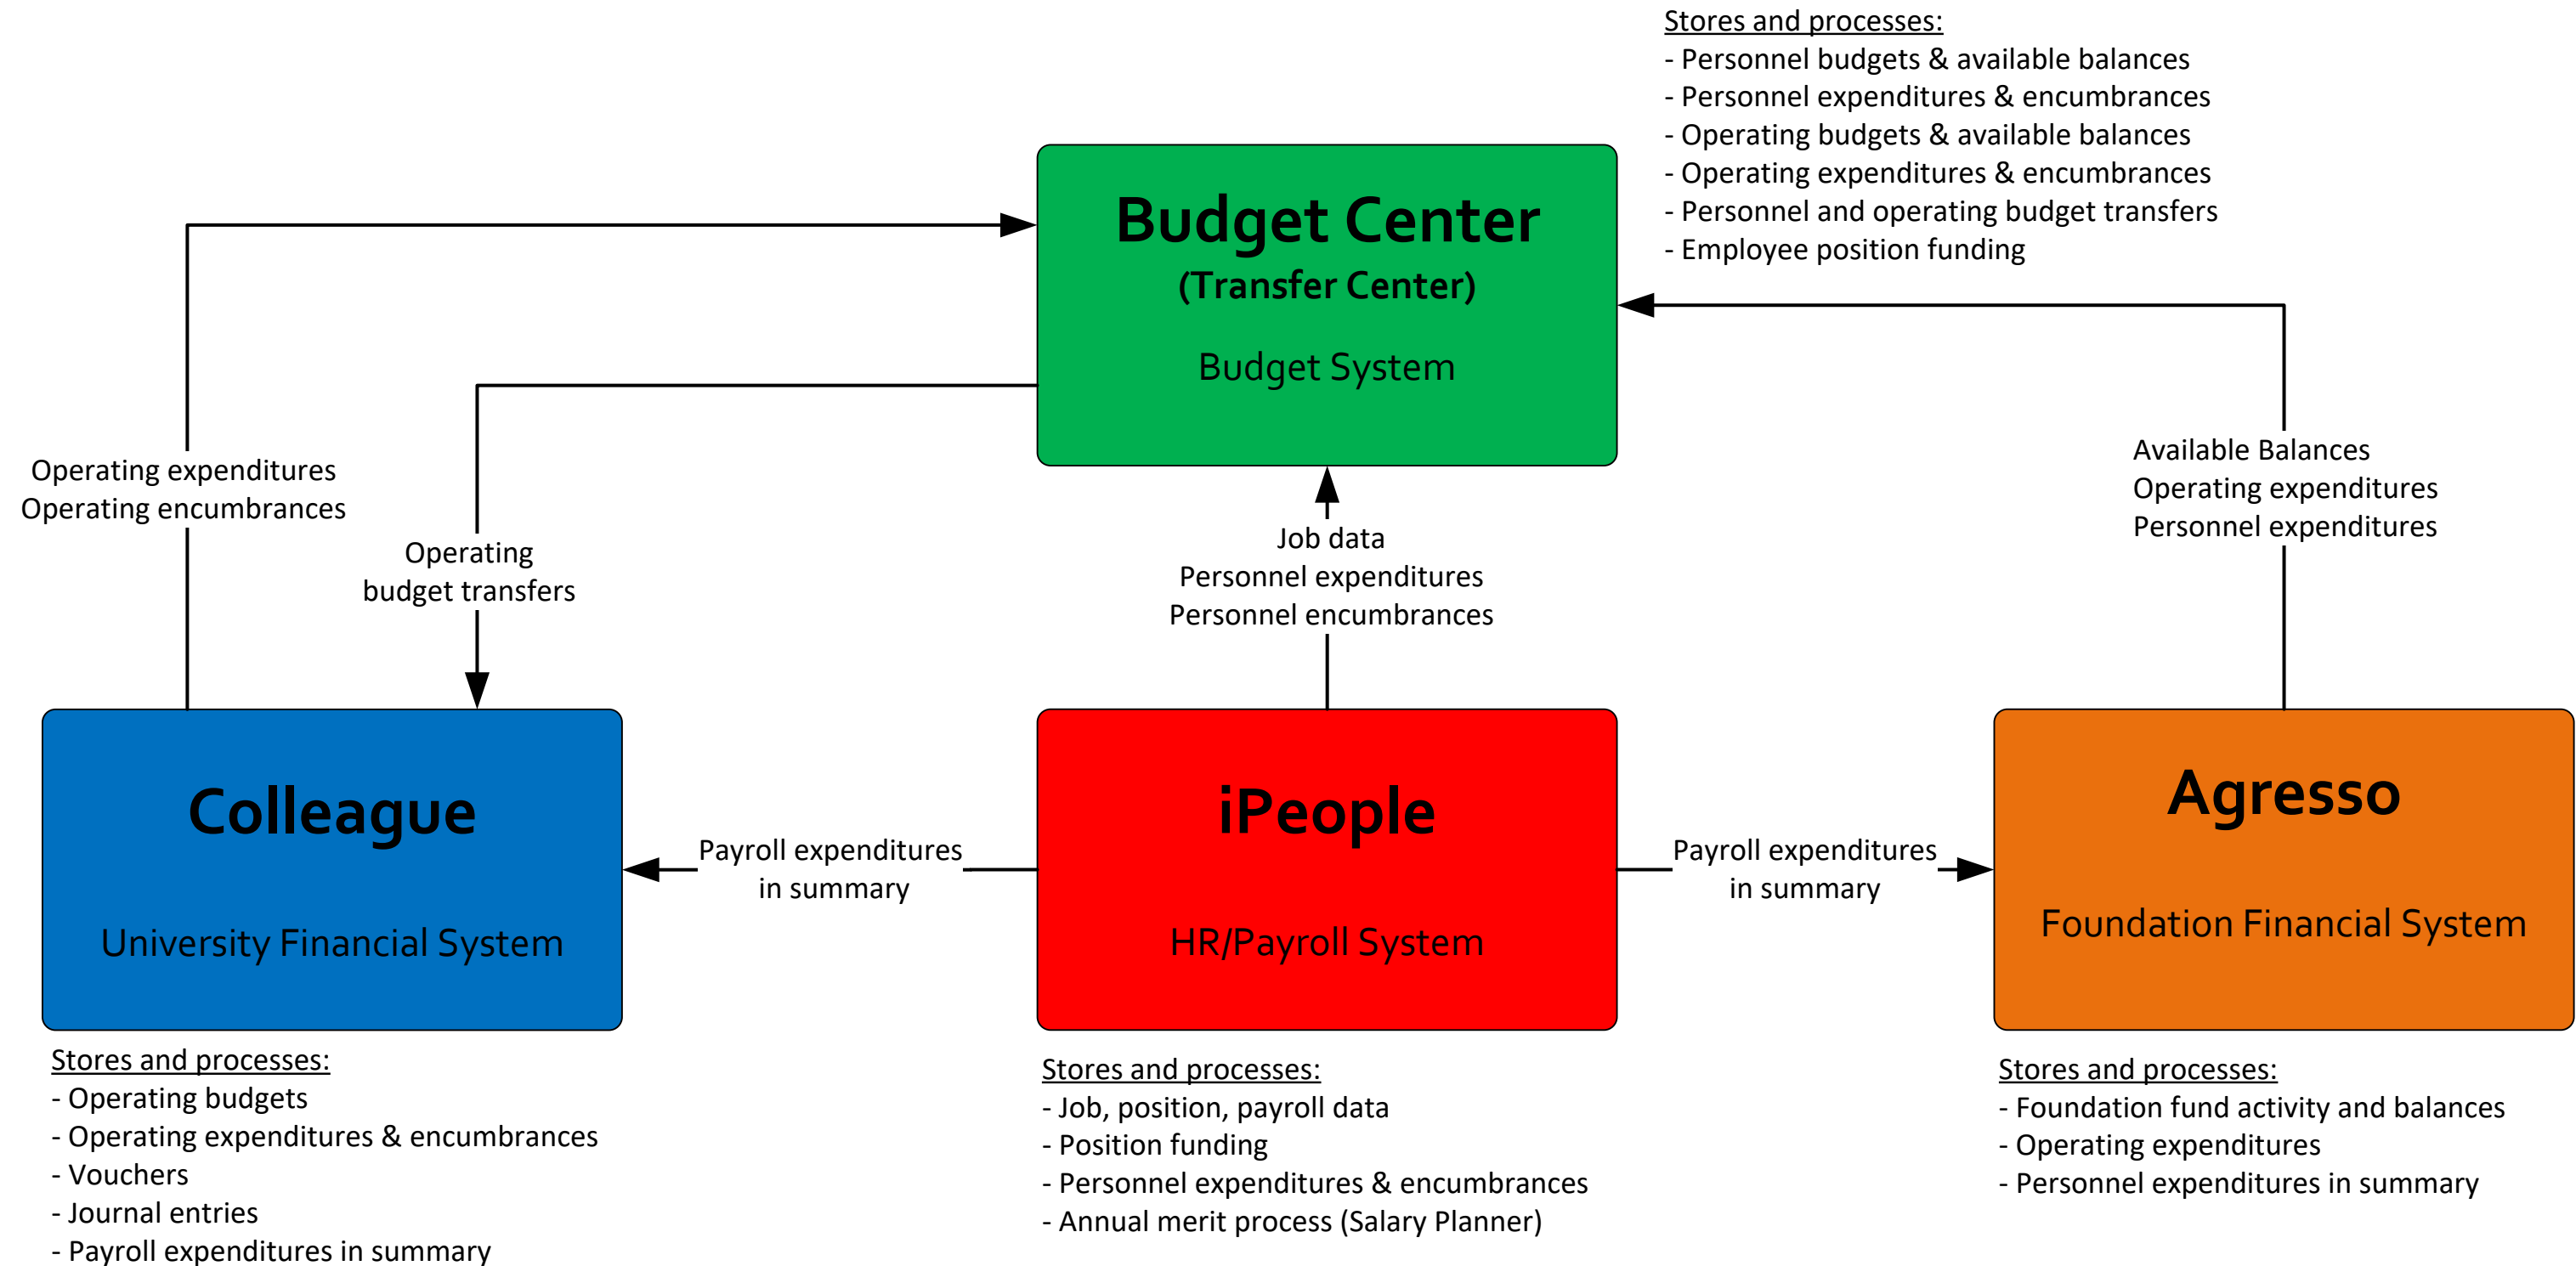 Stores and processes:
- Personnel budgets & available balances
- Personnel expenditures & encumbrances
- Operating budgets & available balances
- Operating expenditures & encumbrances
- Personnel and operating budget transfers
- Employee position funding
Budget Center
(Transfer Center)
Budget System
Operating expenditures
Operating encumbrances
Operating
budget transfers
Job data
Personnel expenditures
Personnel encumbrances
Available Balances
Operating expenditures
Personnel expenditures
Colleague
University Financial System
Payroll expenditures
in summary
iPeople
HR/Payroll System
Payroll expenditures
in summary
Agresso
Foundation Financial System
Stores and processes:
- Operating budgets
- Operating expenditures & encumbrances
- Vouchers
- Journal entries
- Payroll expenditures in summary
Stores and processes:
- Job, position, payroll data
- Position funding
- Personnel expenditures & encumbrances
- Annual merit process (Salary Planner)
Stores and processes:
- Foundation fund activity and balances
- Operating expenditures
- Personnel expenditures in summary